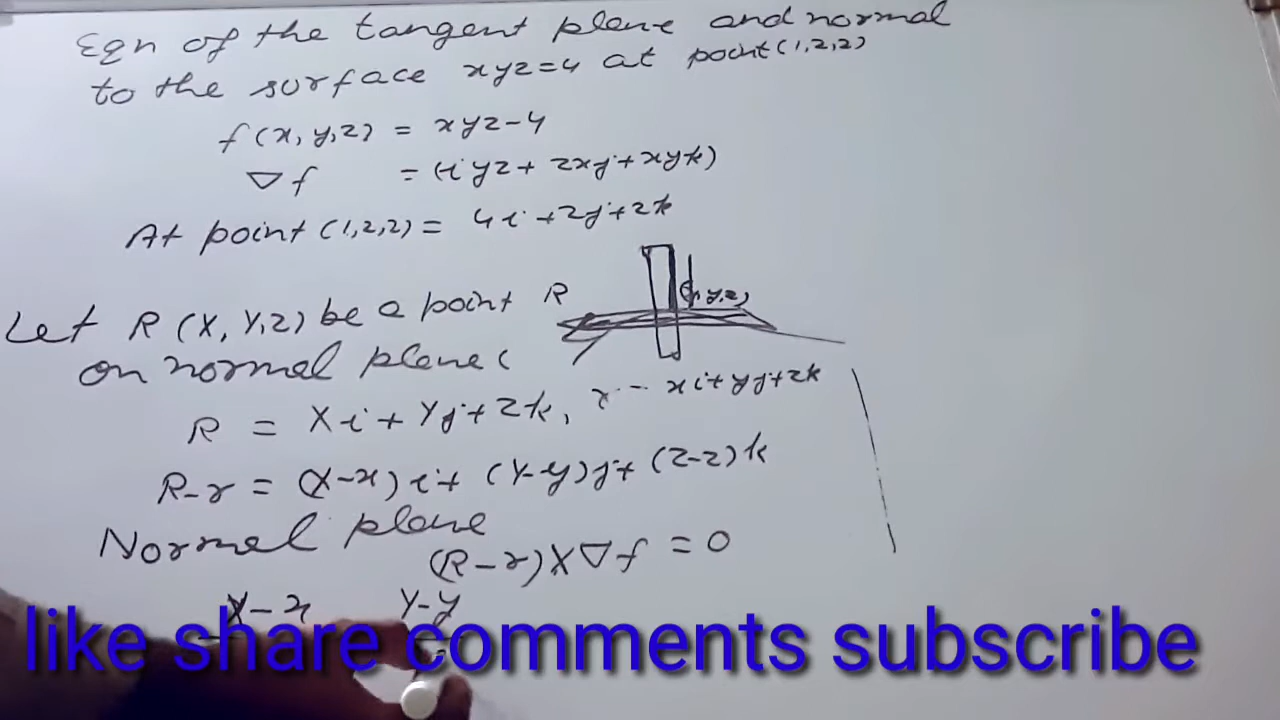 Eqn of the tangent plane and normal
to the surface xyz=4 at point (1,2,2)
f(x, y, z) = xyz-4
∇f = (i yz + zxj + xyk)
At point (1,2,2) = 4i + 2j + 2k
Let R (X, Y, Z) be a point R
on normal plane (
R = Xi + Yj + Zk, xi + yj + zk
R-r = (X-x)i + (Y-y)j + (Z-z)k
Normal plane
(R-r) X ∇f = 0
X-x Y-y
like share comments subscribe